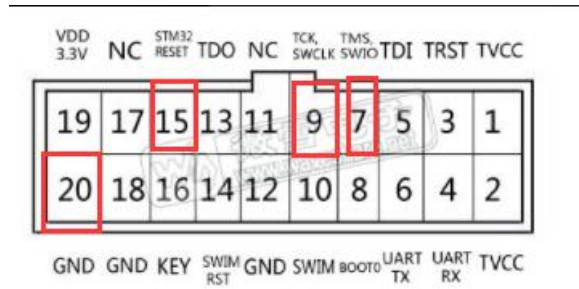 VDD 3.3V NC STM32 RESET TDO NC TCK, SWCLK TMS, SWIO TDI TRST TVCC
19 17 15 13 11 9 7 5 3 1
20 18 16 14 12 10 8 6 4 2
GND GND KEY SWIM RST GND SWIM BOOT0 UART TX UART RX TVCC